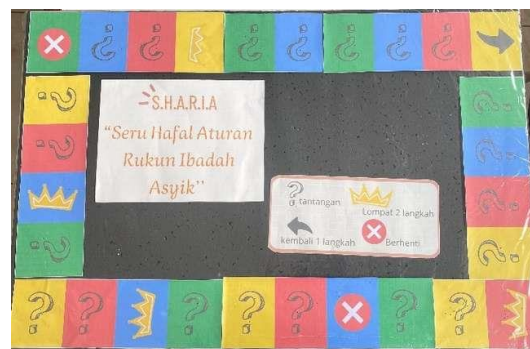 S.H.A.R.I.A
“Seru Hafal Aturan
Rukun Ibadah
Asyik”
? tantangan
Lompat 2 langkah
kembali 1 langkah
Berhenti